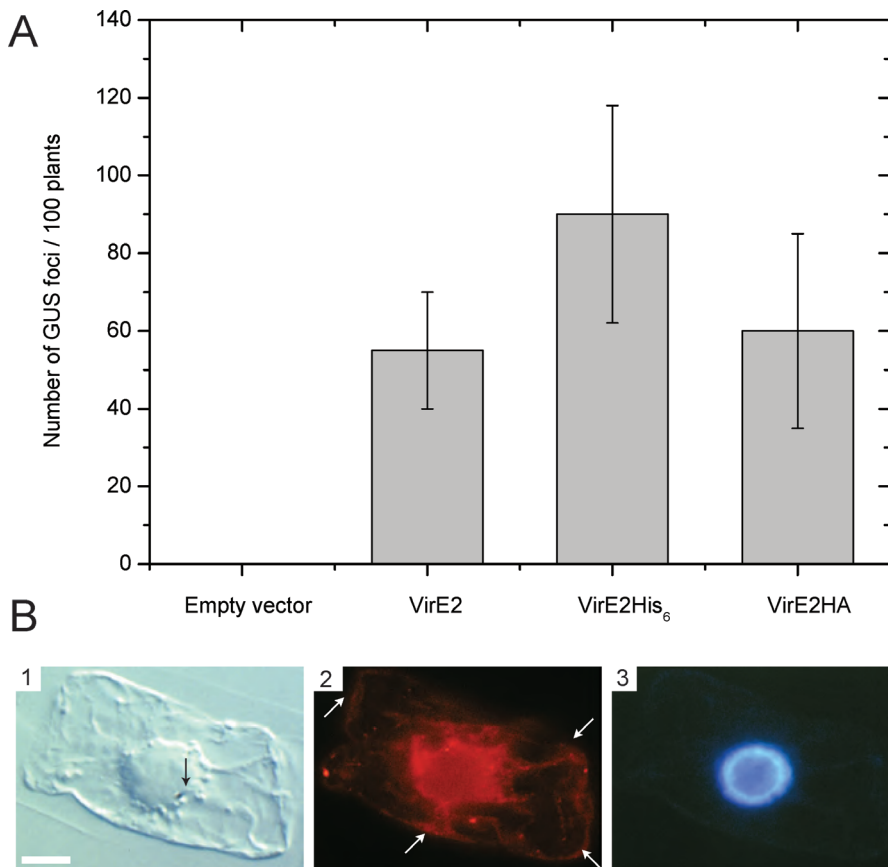 A
Number of GUS foci / 100 plants
140
120
100
80
60
40
20
0
Empty vector VirE2 VirE2His₆ VirE2HA
B
1 2 3